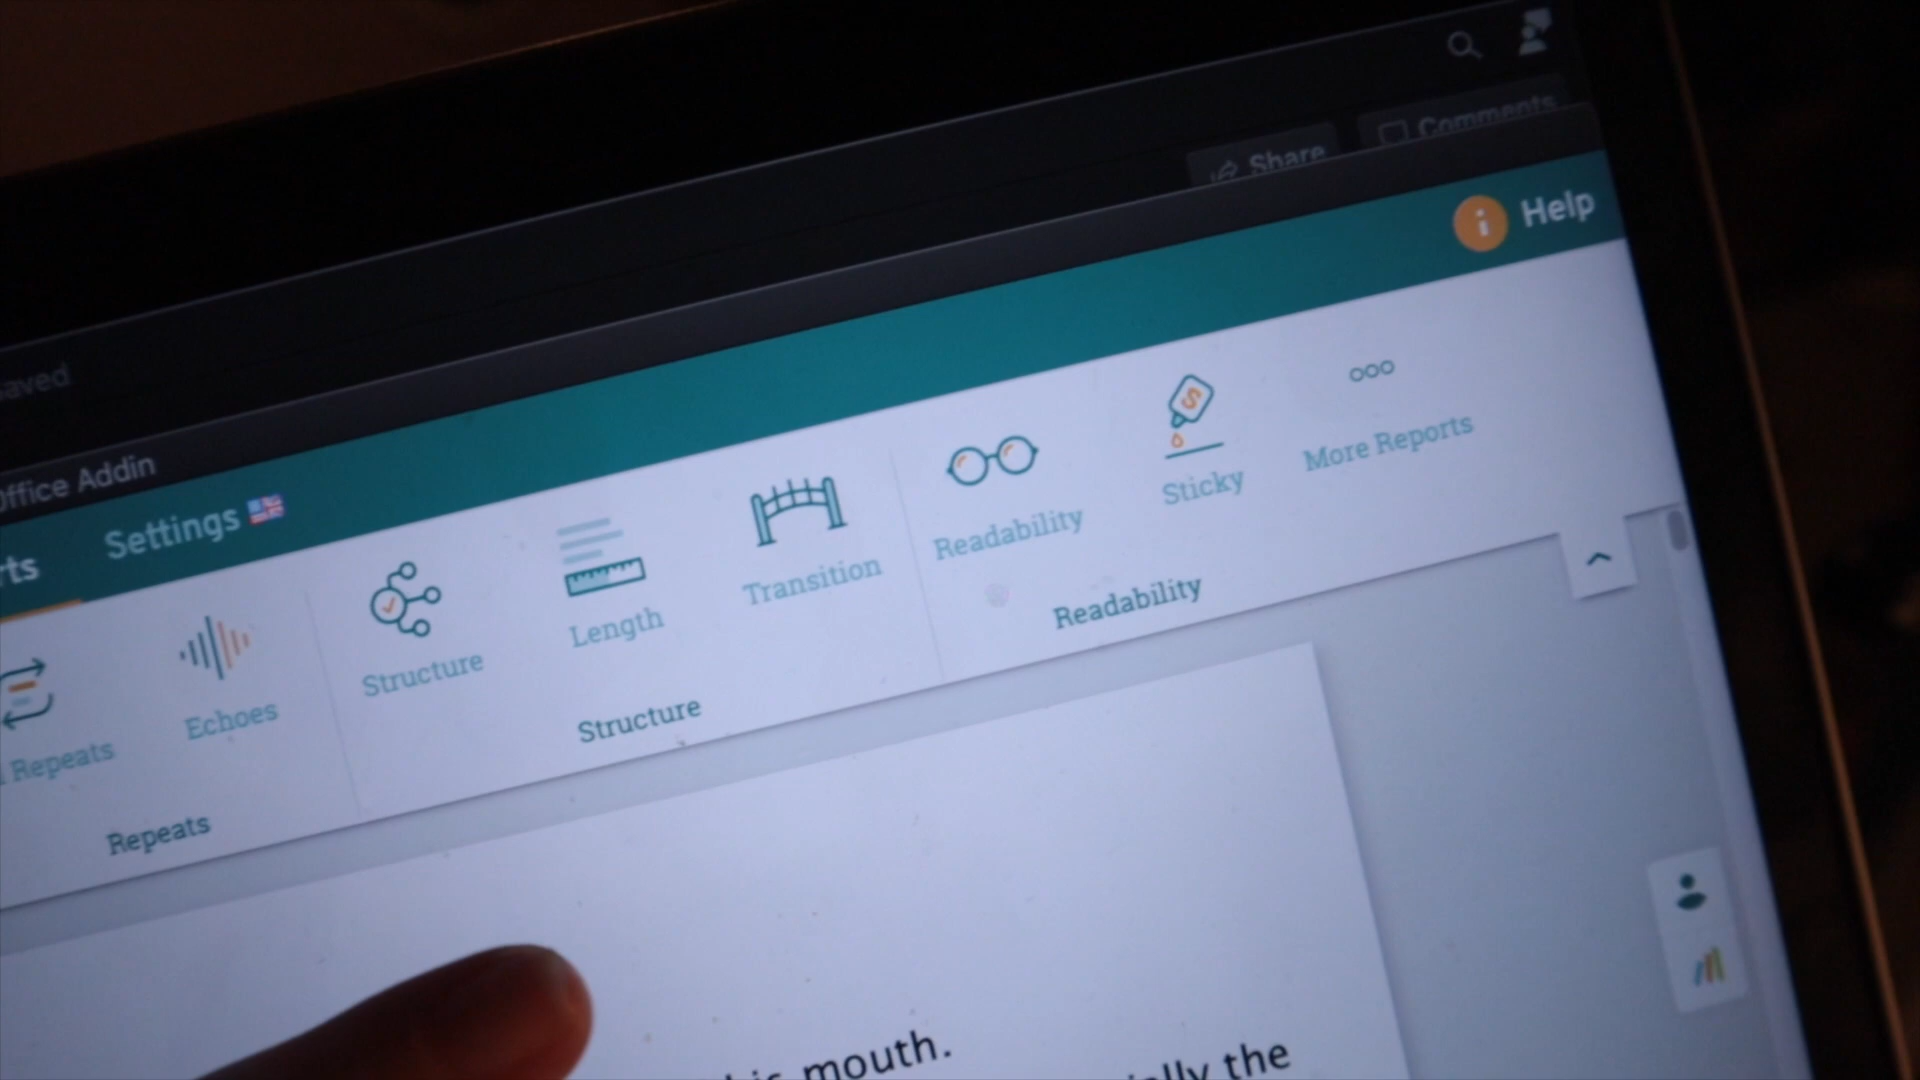 Comments
Share
Help
Office Addin
Settings
Repeats
Echoes
Structure
Length
Transition
Readability
Sticky
More Reports
Repeats
Structure
Readability
mouth.
the